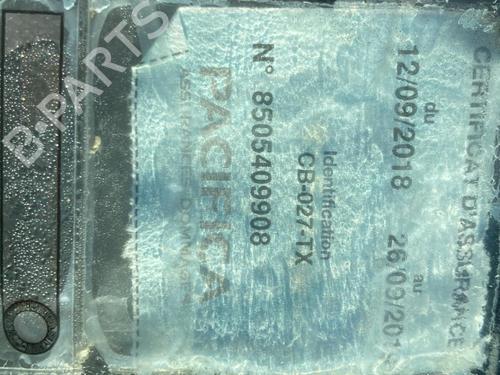 CERTIFICAT D'ASSURANCE
du au
12/09/2018 26/09/201
Identification
CB-027-TX
N° 8505409908
PACIFICA
ASSURANCES DOMMAGES
B-PARTS